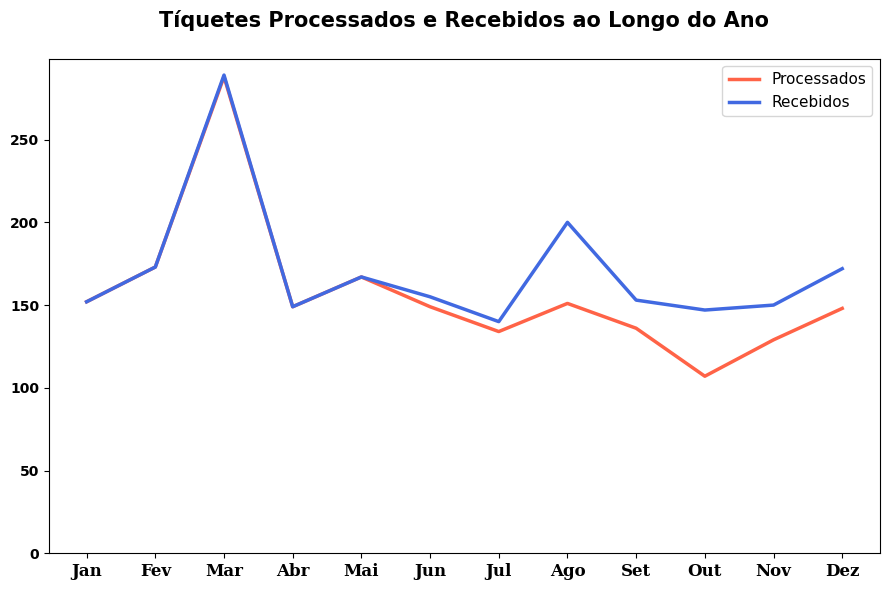 Tíquetes Processados e Recebidos ao Longo do Ano
Processados
Recebidos
250
200
150
100
50
0
Jan Fev Mar Abr Mai Jun Jul Ago Set Out Nov Dez